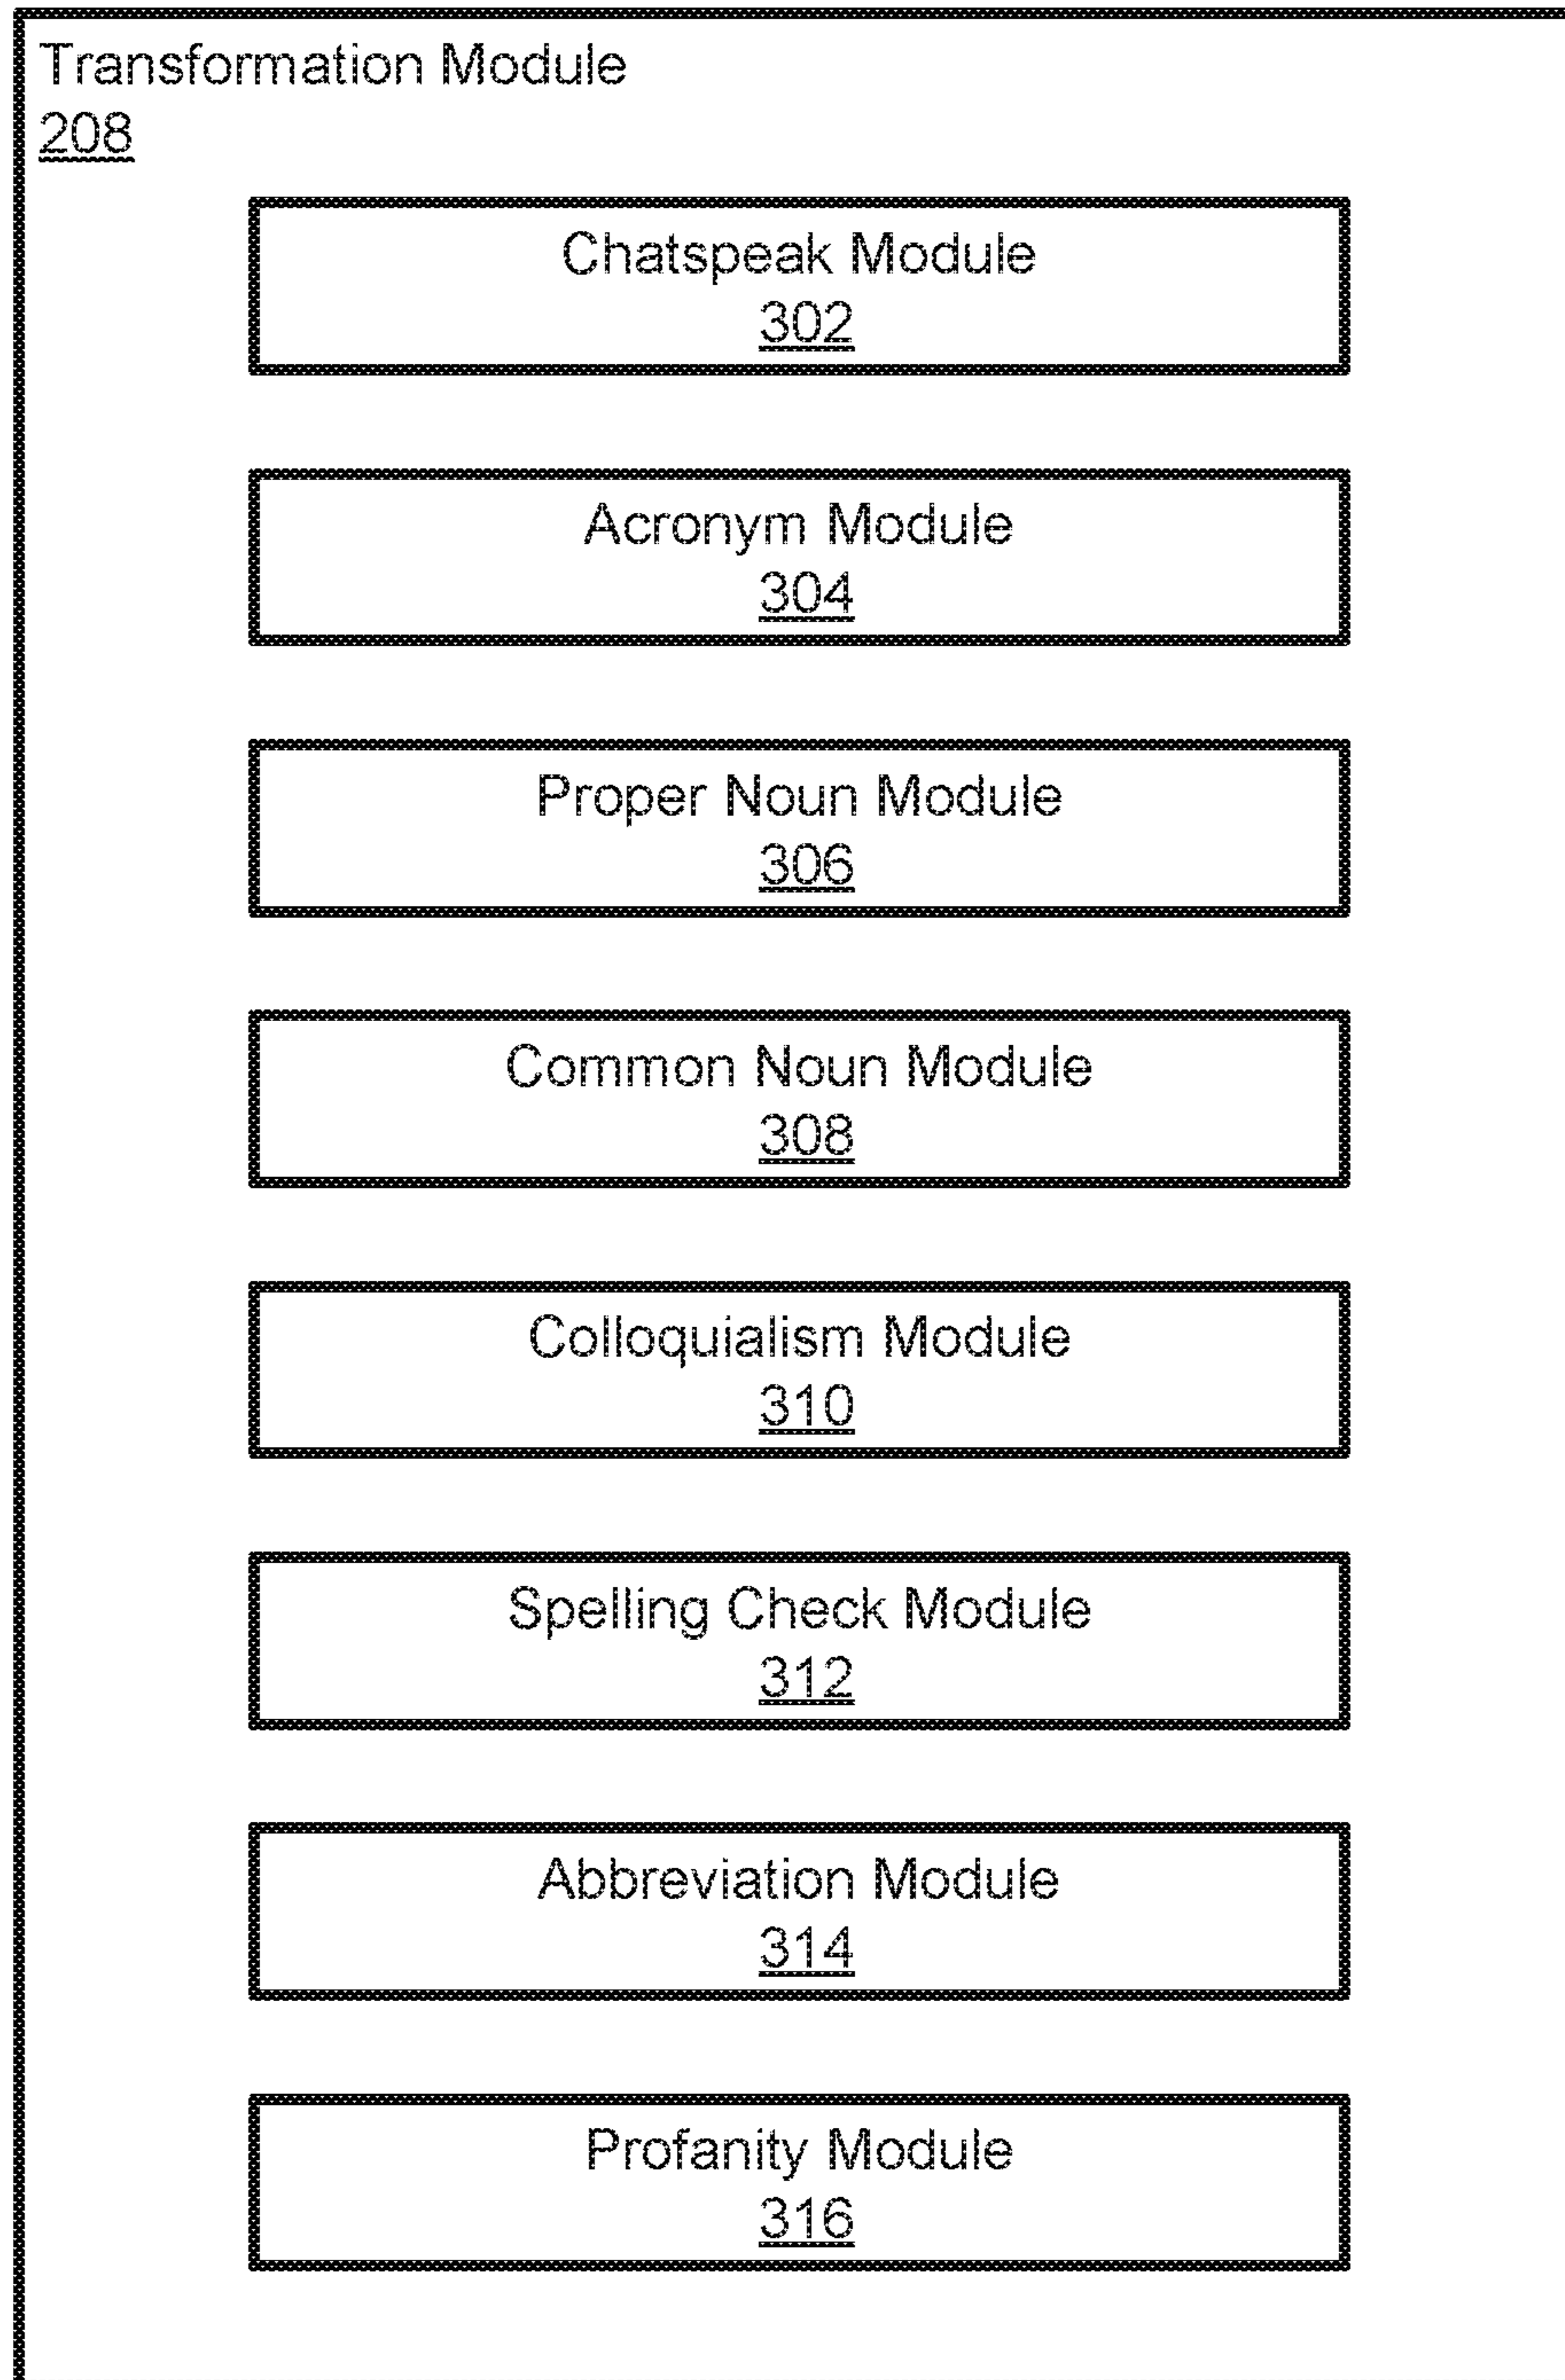 Transformation Module
208
Chatspeak Module
302
Acronym Module
304
Proper Noun Module
306
Common Noun Module
308
Colloquialism Module
310
Spelling Check Module
312
Abbreviation Module
314
Profanity Module
316